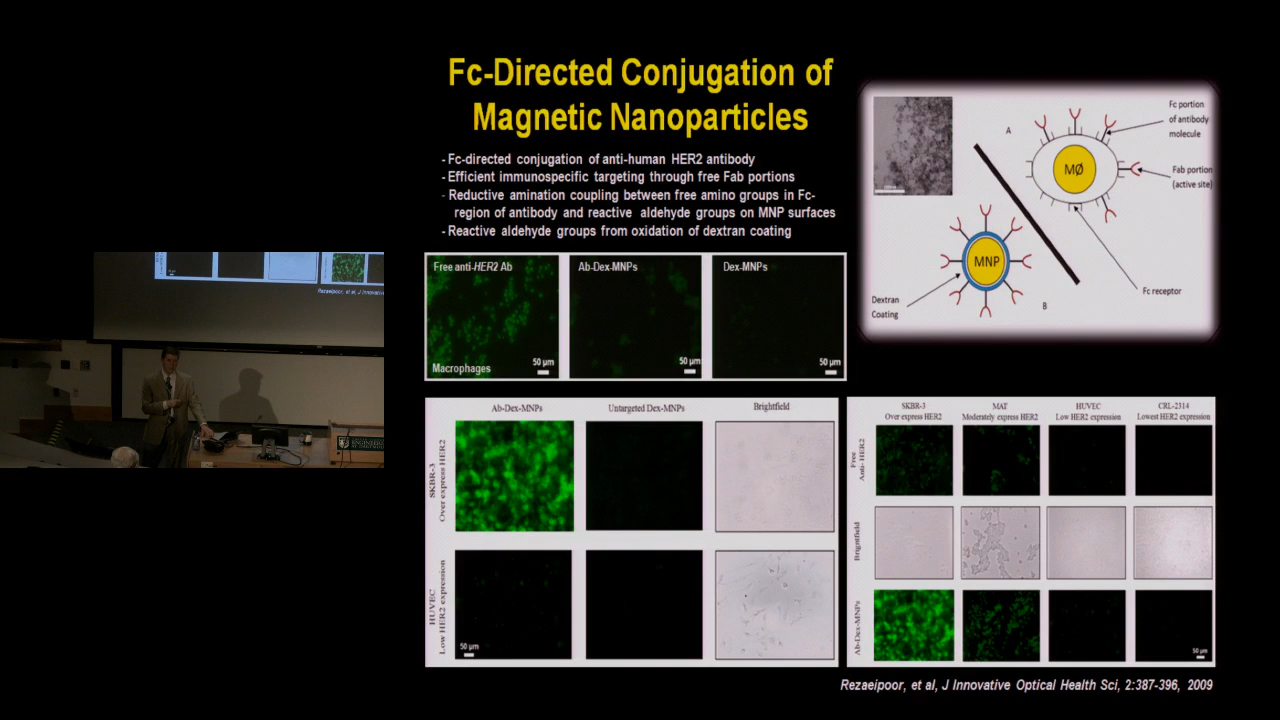 Fc-Directed Conjugation of
Magnetic Nanoparticles
- Fc-directed conjugation of anti-human HER2 antibody
- Efficient immunospecific targeting through free Fab portions
- Reductive amination coupling between free amino groups in Fc-
region of antibody and reactive aldehyde groups on MNP surfaces
- Reactive aldehyde groups from oxidation of dextran coating
Fc portion
of antibody
molecule
A
MØ
Fab portion
(active site)
MNP
Fc receptor
Dextran
Coating
B
Free anti-HER2 Ab
Ab-Dex-MNPs
Dex-MNPs
50 µm
50 µm
50 µm
Macrophages
Ab-Dex-MNPs
Untargeted Dex-MNPs
Brightfield
SKBR-3
Over express HER2
HUVEC
Low HER2 expression
50 µm
SKBR-3
Over express HER2
MAT
Moderately express HER2
HUVEC
Low HER2 expression
CRL-2314
Lowest HER2 expression
Free
Anti- HER2
Brightfield
Ab-Dex-MNPs
50 µm
Rezaeipoor, et al, J Innovative Optical Health Sci, 2:387-396, 2009
Rezaeipoor, et al, J Innovative